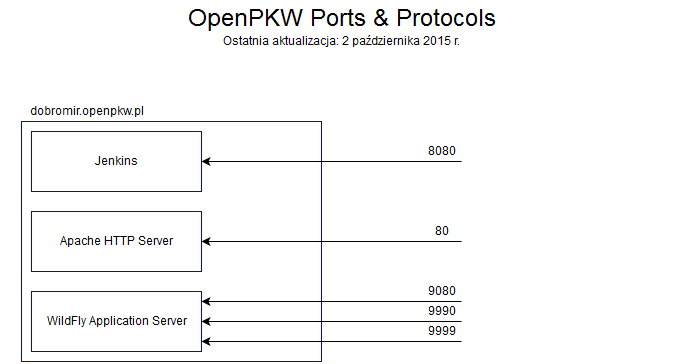 OpenPKW Ports & Protocols
Ostatnia aktualizacja: 2 października 2015 r.
dobromir.openpkw.pl
Jenkins
8080
Apache HTTP Server
80
WildFly Application Server
9080
9990
9999